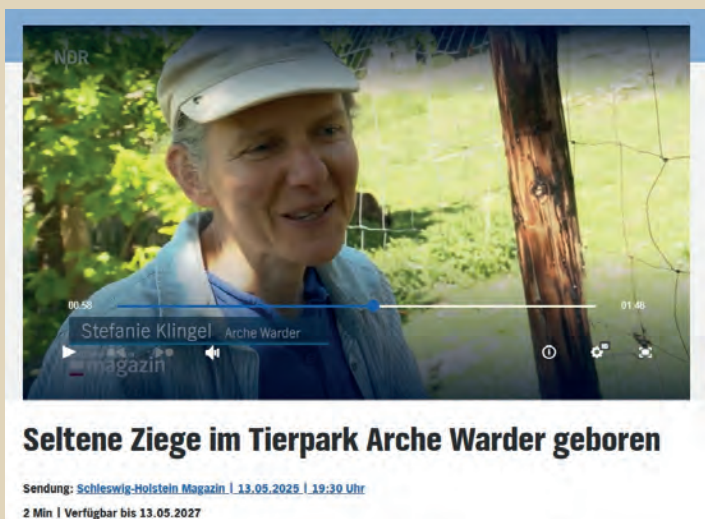 NDR
00:58
01:46
Stefanie Klingel Arche Warder
magazin
Seltene Ziege im Tierpark Arche Warder geboren
Sendung: Schleswig-Holstein Magazin | 13.05.2025 | 19:30 Uhr
2 Min | Verfügbar bis 13.05.2027